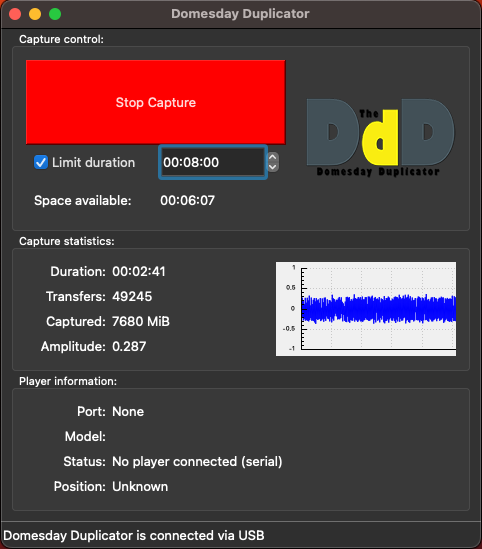 Domesday Duplicator
Capture control:
Stop Capture
The
DdD
Domesday Duplicator
Limit duration 00:08:00
Space available: 00:06:07
Capture statistics:
Duration: 00:02:41
Transfers: 49245
Captured: 7680 MiB
Amplitude: 0.287
1
0.5
0
-0.5
-1
Player information:
Port: None
Model:
Status: No player connected (serial)
Position: Unknown
Domesday Duplicator is connected via USB